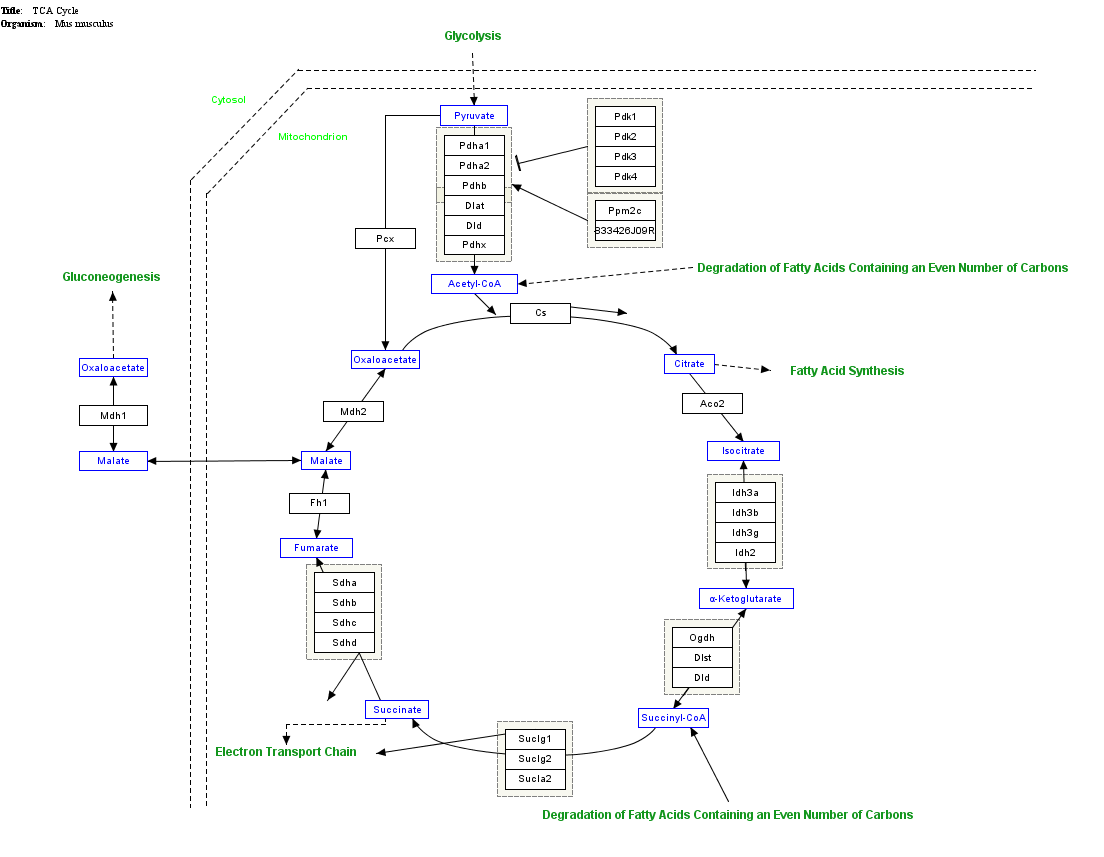 Title: TCA Cycle
Organism: Mus musculus
Glycolysis
Cytosol
Mitochondrion
Pyruvate
Pdha1
Pdha2
Pdhb
Dlat
Dld
Pdhx
Pdk1
Pdk2
Pdk3
Pdk4
Ppm2c
B33426J09R
Pcx
Acetyl-CoA
Degradation of Fatty Acids Containing an Even Number of Carbons
Gluconeogenesis
Cs
Oxaloacetate
Oxaloacetate
Citrate
Fatty Acid Synthesis
Mdh1
Mdh2
Aco2
Malate
Malate
Isocitrate
Fh1
Idh3a
Idh3b
Idh3g
Idh2
Fumarate
Sdha
Sdhb
Sdhc
Sdhd
α-Ketoglutarate
Ogdh
Dlst
Dld
Succinate
Succinyl-CoA
Electron Transport Chain
Suclg1
Suclg2
Sucla2
Degradation of Fatty Acids Containing an Even Number of Carbons